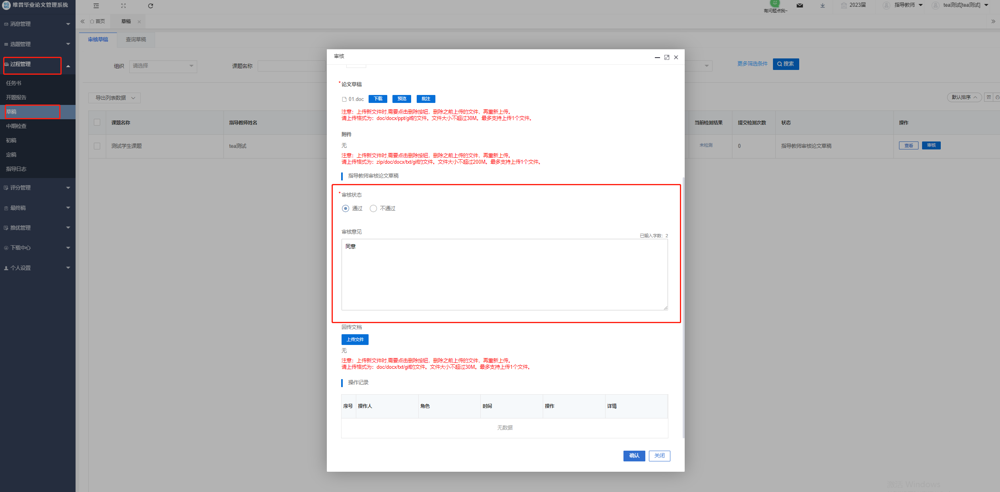 维普毕业论文管理系统
有问题点我~
2023届
指导教师
tea测试[tea测试]
消息管理
首页
草稿
选题管理
审核草稿
查询草稿
过程管理
组织
请选择
课题名称
更多筛选条件
搜索
任务书
开题报告
草稿
中期检查
初稿
定稿
指导日志
评分管理
最终稿
推优管理
下载中心
个人设置
导出列表数据
默认排序
课题名称
指导教师姓名
当前检测结果
提交检测次数
状态
操作
测试学生课题
tea测试
未检测
0
指导教师审核论文草稿
查看
审核
审核
*论文草稿
01.doc
下载
预览
批注
注意：上传新文件时,需要点击删除按钮，删除之前上传的文件，再重新上传。
请上传格式为：doc/docx/ppt/gif的文件。文件大小不超过30M。最多支持上传1个文件。
附件
无
注意：上传新文件时,需要点击删除按钮，删除之前上传的文件，再重新上传。
请上传格式为：zip/doc/docx/txt/gif的文件。文件大小不超过200M。最多支持上传1个文件。
指导教师审核论文草稿
*审核状态
通过
不通过
审核意见
已输入字数：2
同意
回传文档
上传文件
无
注意：上传新文件时,需要点击删除按钮，删除之前上传的文件，再重新上传。
请上传格式为：doc/docx/txt/gif的文件。文件大小不超过30M。最多支持上传1个文件。
操作记录
序号
操作人
角色
时间
操作
详情
无数据
确认
关闭
激活 Windows